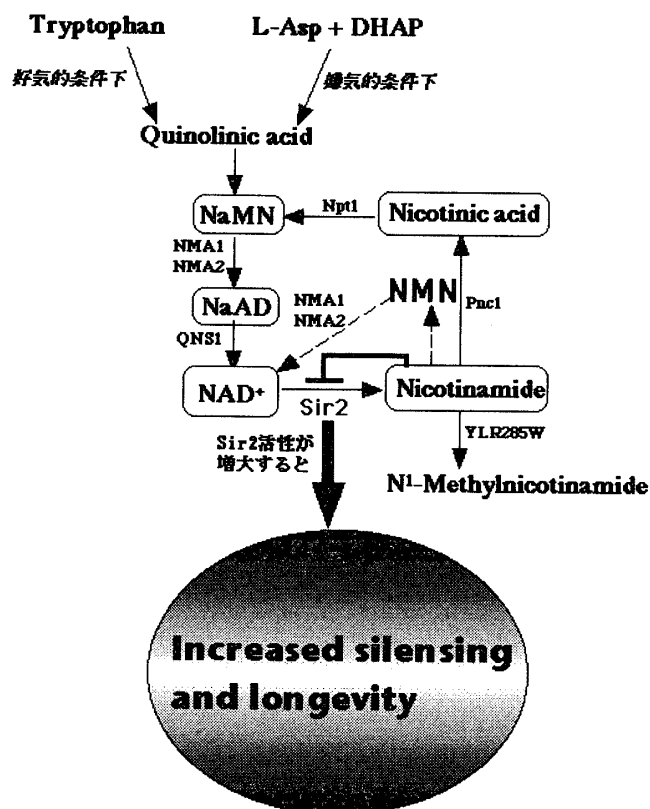 Tryptophan
L-Asp + DHAP
好気的条件下
嫌気的条件下
Quinolinic acid
NaMN
Npt1
Nicotinic acid
NMA1
NMA2
NaAD
NMA1
NMA2
NMN
Pnc1
QNS1
NAD⁺
Sir2
Nicotinamide
Sir2活性が
増大すると
YLR285W
N¹-Methylnicotinamide
Increased silensing
and longevity